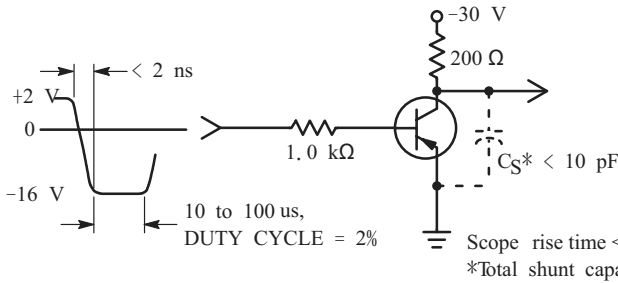 -30 V
< 2 ns
200 Ω
+2 V
0
1.0 kΩ
C_S* < 10 pF
-16 V
10 to 100 us,
DUTY CYCLE = 2%
Scope rise time <
*Total shunt